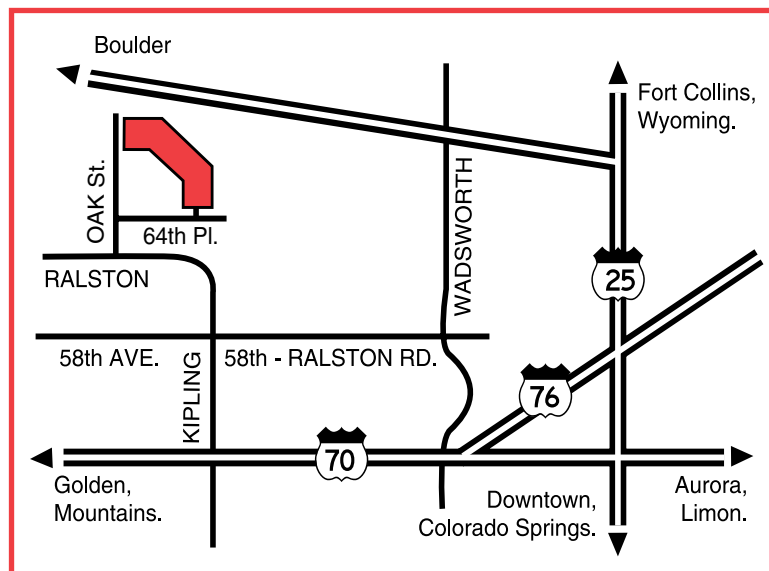 Boulder
Fort Collins,
Wyoming.
OAK St.
64th Pl.
WADSWORTH
RALSTON
25
58th AVE.
KIPLING
58th - RALSTON RD.
76
70
Golden,
Mountains.
Downtown,
Colorado Springs.
Aurora,
Limon.